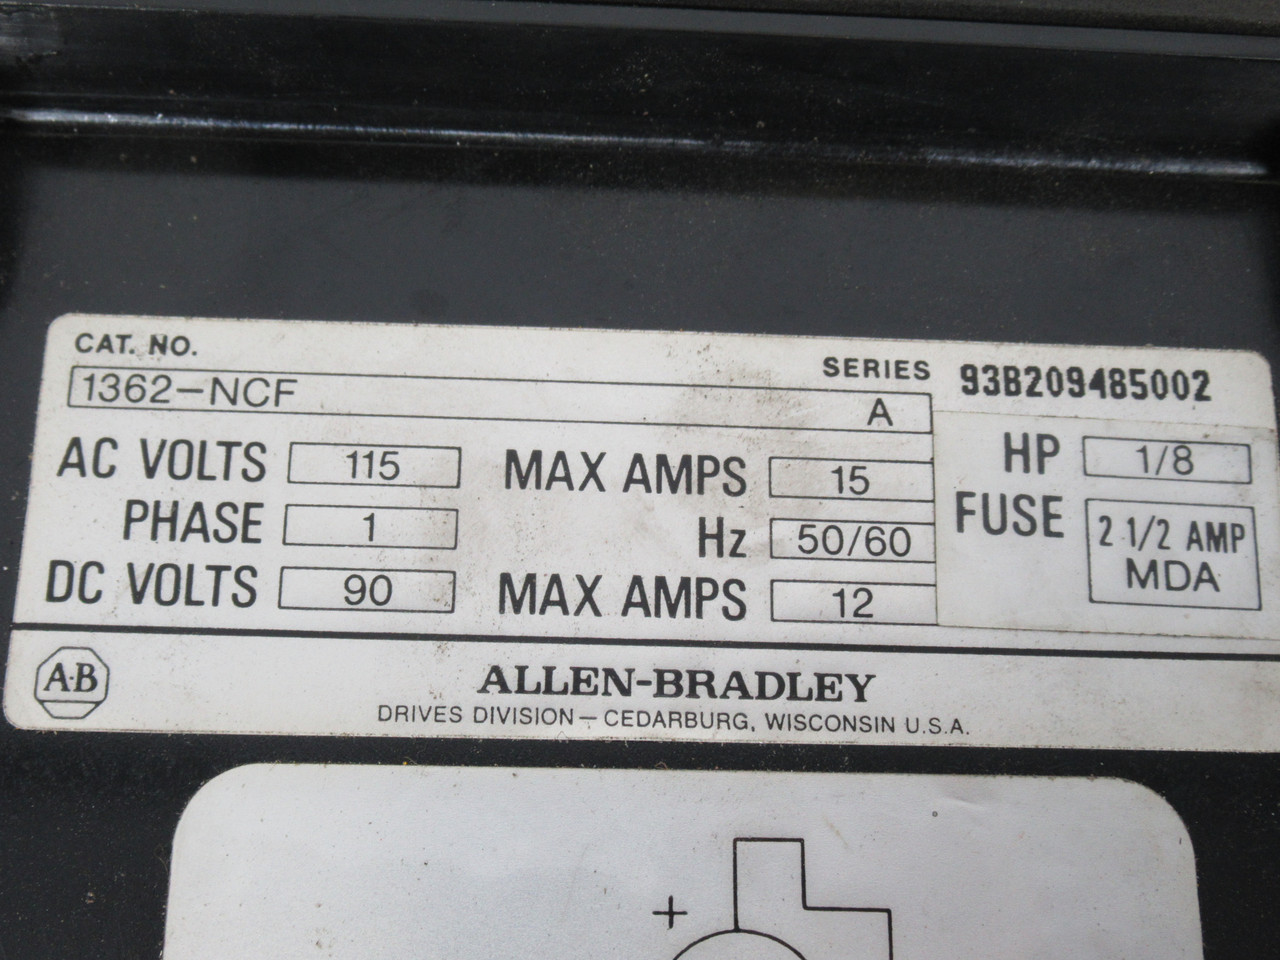 CAT. NO.
SERIES
93B209485002
1362-NCF
A
AC VOLTS 115 MAX AMPS 15 HP 1/8
PHASE 1 Hz 50/60 FUSE 2 1/2 AMP
MDA
DC VOLTS 90 MAX AMPS 12
A-B
ALLEN-BRADLEY
DRIVES DIVISION – CEDARBURG, WISCONSIN U.S.A.
+